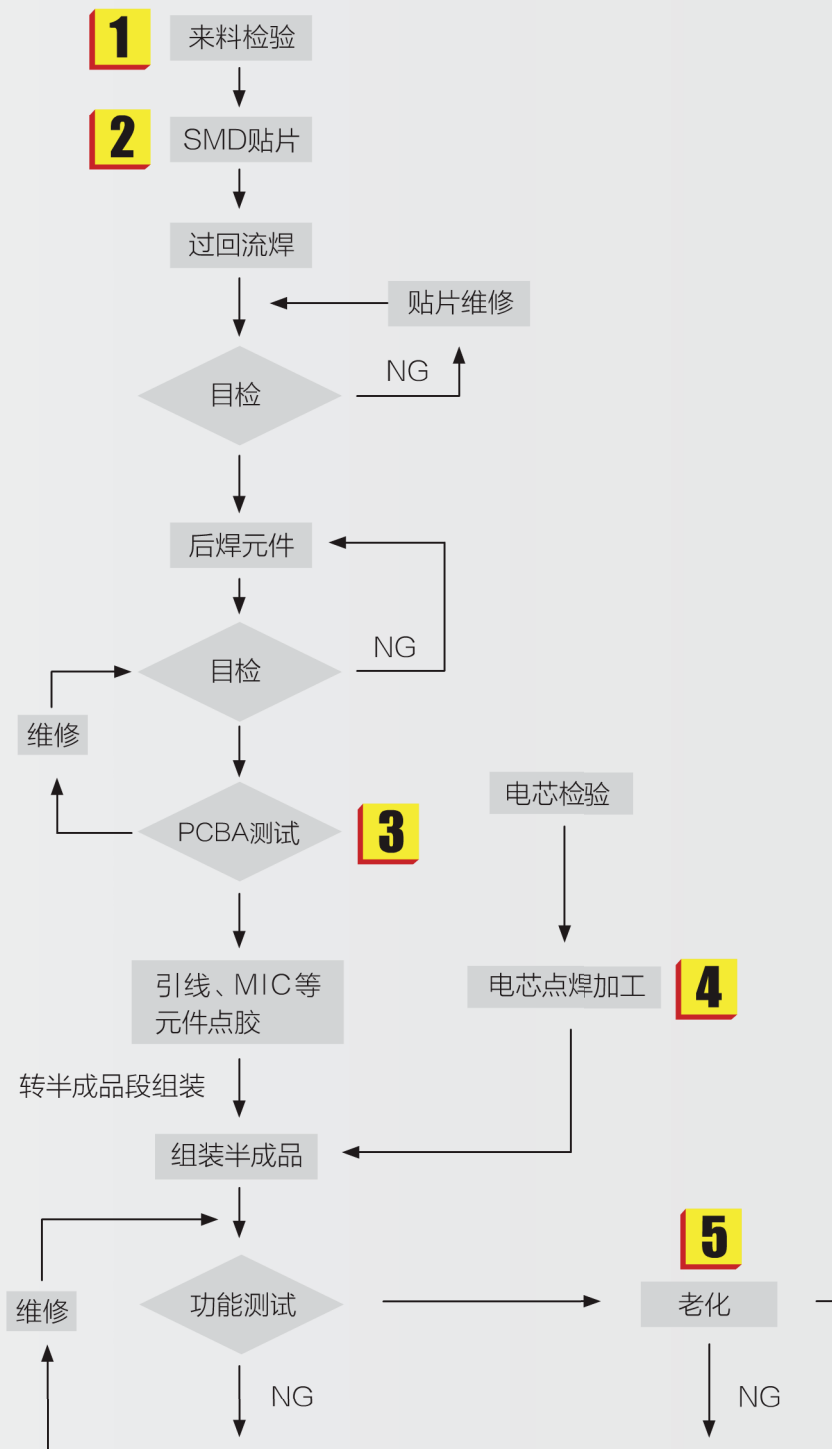 1
来料检验
2
SMD贴片
过回流焊
贴片维修
NG
目检
后焊元件
NG
目检
维修
电芯检验
PCBA测试
3
引线、MIC等
元件点胶
电芯点焊加工
4
转半成品段组装
组装半成品
5
维修
功能测试
老化
NG
NG